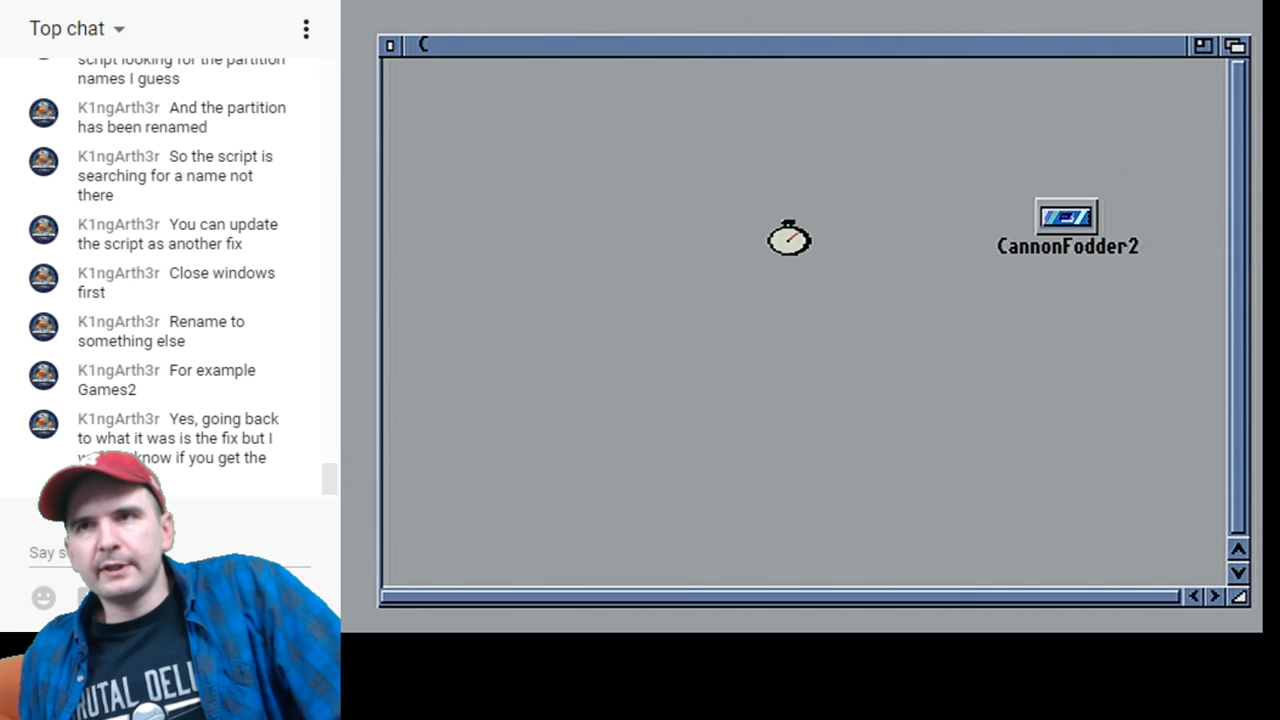 Top chat
script looking for the partition
names I guess
K1ngArth3r And the partition
has been renamed
K1ngArth3r So the script is
searching for a name not
there
K1ngArth3r You can update
the script as another fix
K1ngArth3r Close windows
first
K1ngArth3r Rename to
something else
K1ngArth3r For example
Games2
K1ngArth3r Yes, going back
to what it was is the fix but I
know if you get the
Say
C
CannonFodder2